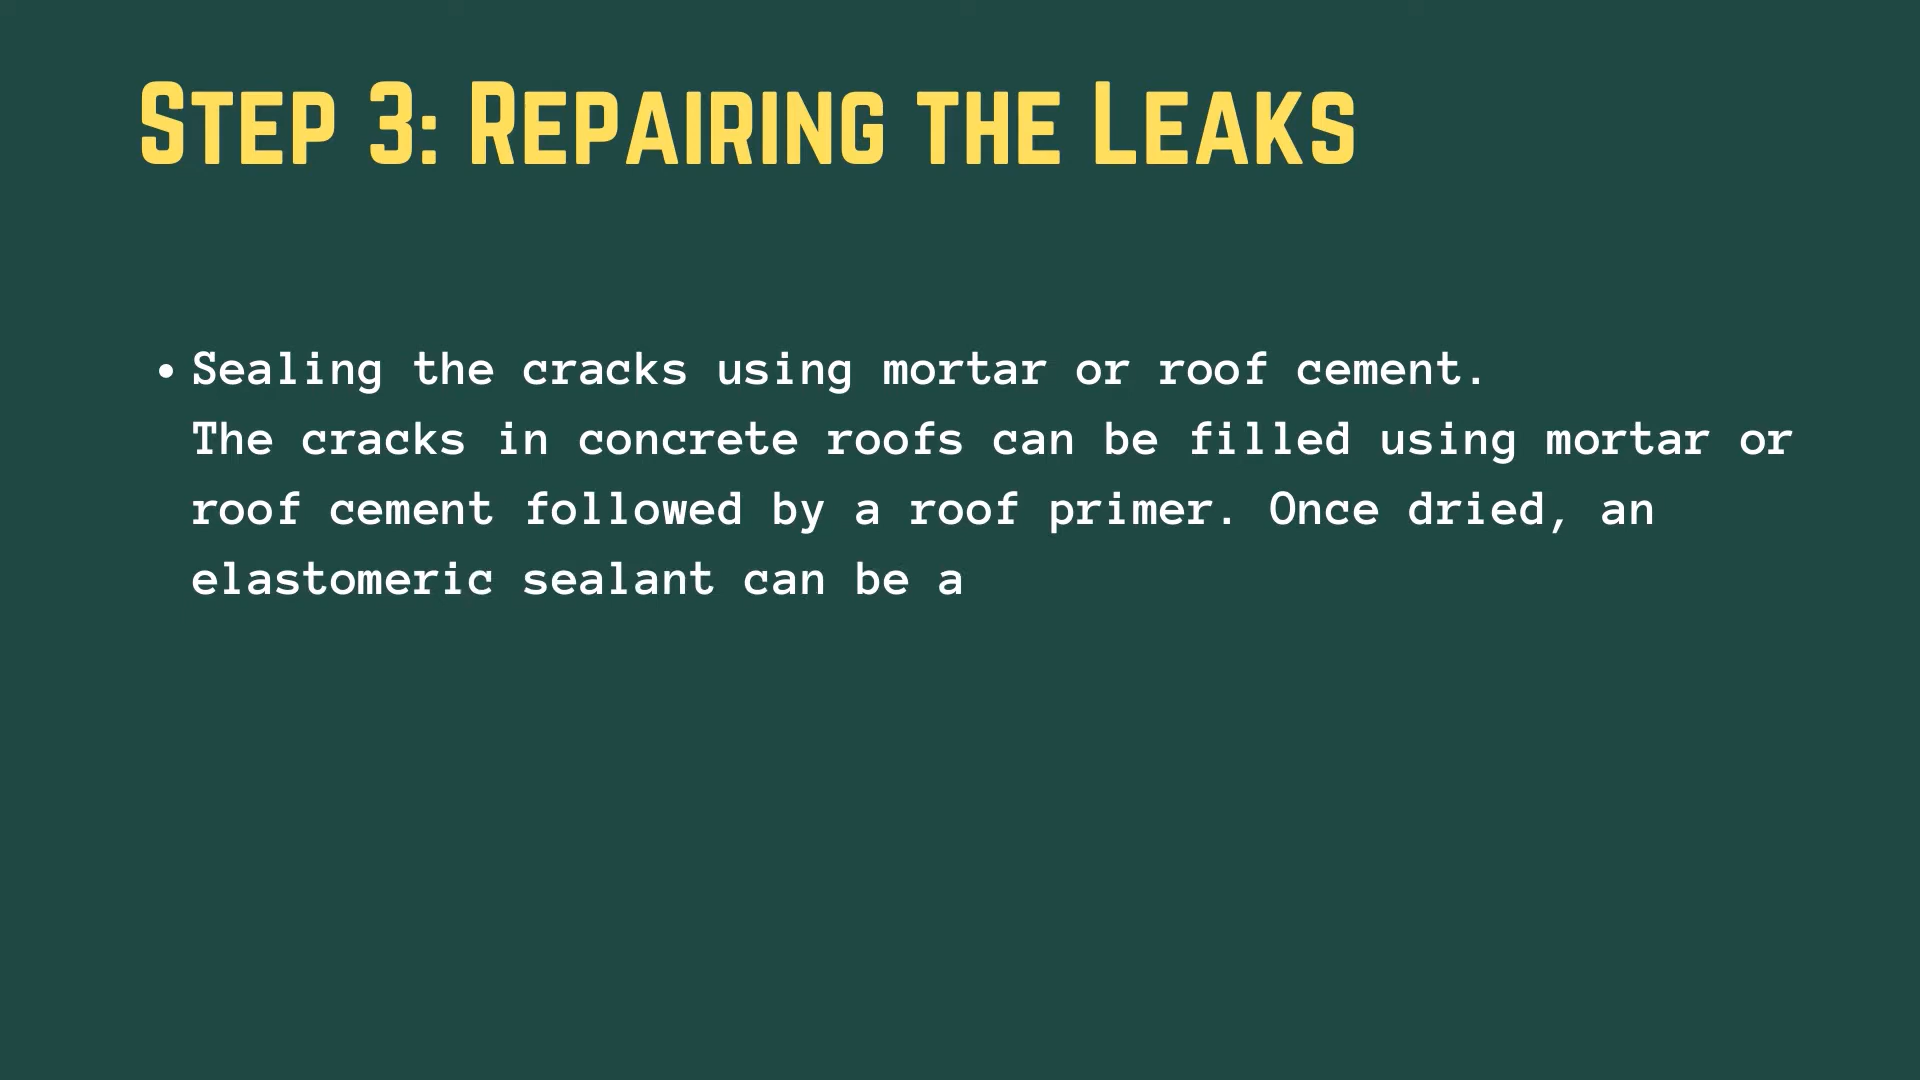 Step 3: Repairing the Leaks
• Sealing the cracks using mortar or roof cement.
The cracks in concrete roofs can be filled using mortar or
roof cement followed by a roof primer. Once dried, an
elastomeric sealant can be a